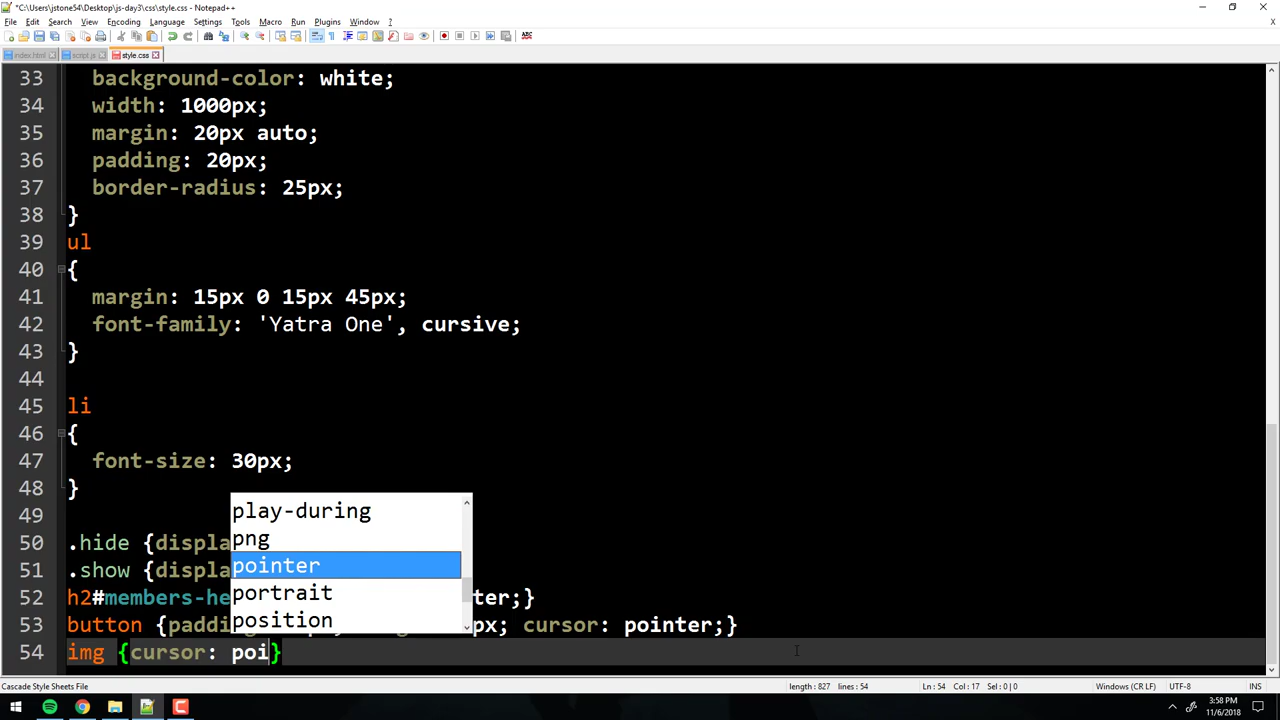 *C:\Users\jstone54\Desktop\js-day3\css\style.css - Notepad++
File Edit Search View Encoding Language Settings Tools Macro Run Plugins Window ?
index.html script.js style.css
33 background-color: white;
34 width: 1000px;
35 margin: 20px auto;
36 padding: 20px;
37 border-radius: 25px;
38 }
39 ul
40 {
41 margin: 15px 0 15px 45px;
42 font-family: 'Yatra One', cursive;
43 }
44
45 li
46 {
47 font-size: 30px;
48 }
49
play-during
50 .hide {displa
png
51 .show {displa
pointer
52 h2#members-he ter;}
portrait
53 button {paddin px; cursor: pointer;}
position
54 img {cursor: poi}
Cascade Style Sheets File length : 827 lines : 54 Ln : 54 Col : 17 Sel : 0 | 0 Windows (CR LF) UTF-8 INS
3:58 PM
11/6/2018